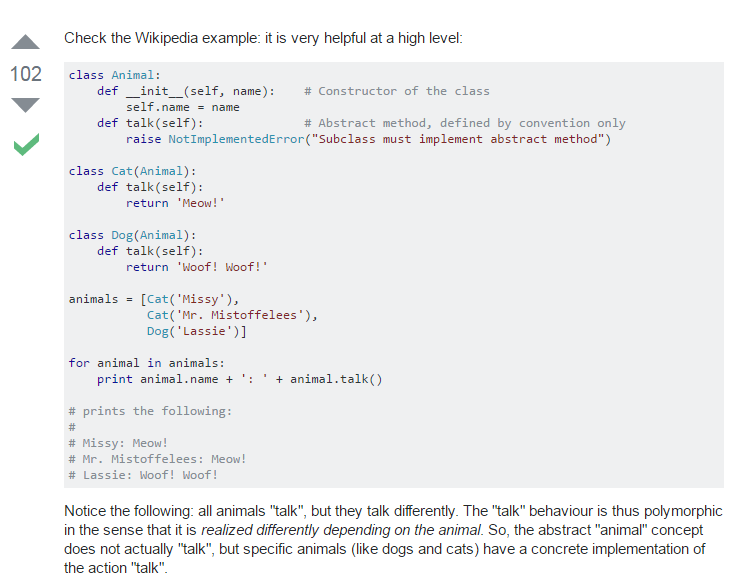 Check the Wikipedia example: it is very helpful at a high level:
102
class Animal:
    def __init__(self, name):    # Constructor of the class
        self.name = name
    def talk(self):              # Abstract method, defined by convention only
        raise NotImplementedError("Subclass must implement abstract method")

class Cat(Animal):
    def talk(self):
        return 'Meow!'

class Dog(Animal):
    def talk(self):
        return 'Woof! Woof!'

animals = [Cat('Missy'),
           Cat('Mr. Mistoffelees'),
           Dog('Lassie')]

for animal in animals:
    print animal.name + ': ' + animal.talk()

# prints the following:
#
# Missy: Meow!
# Mr. Mistoffelees: Meow!
# Lassie: Woof! Woof!

Notice the following: all animals "talk", but they talk differently. The "talk" behaviour is thus polymorphic
in the sense that it is realized differently depending on the animal. So, the abstract "animal" concept
does not actually "talk", but specific animals (like dogs and cats) have a concrete implementation of
the action "talk".